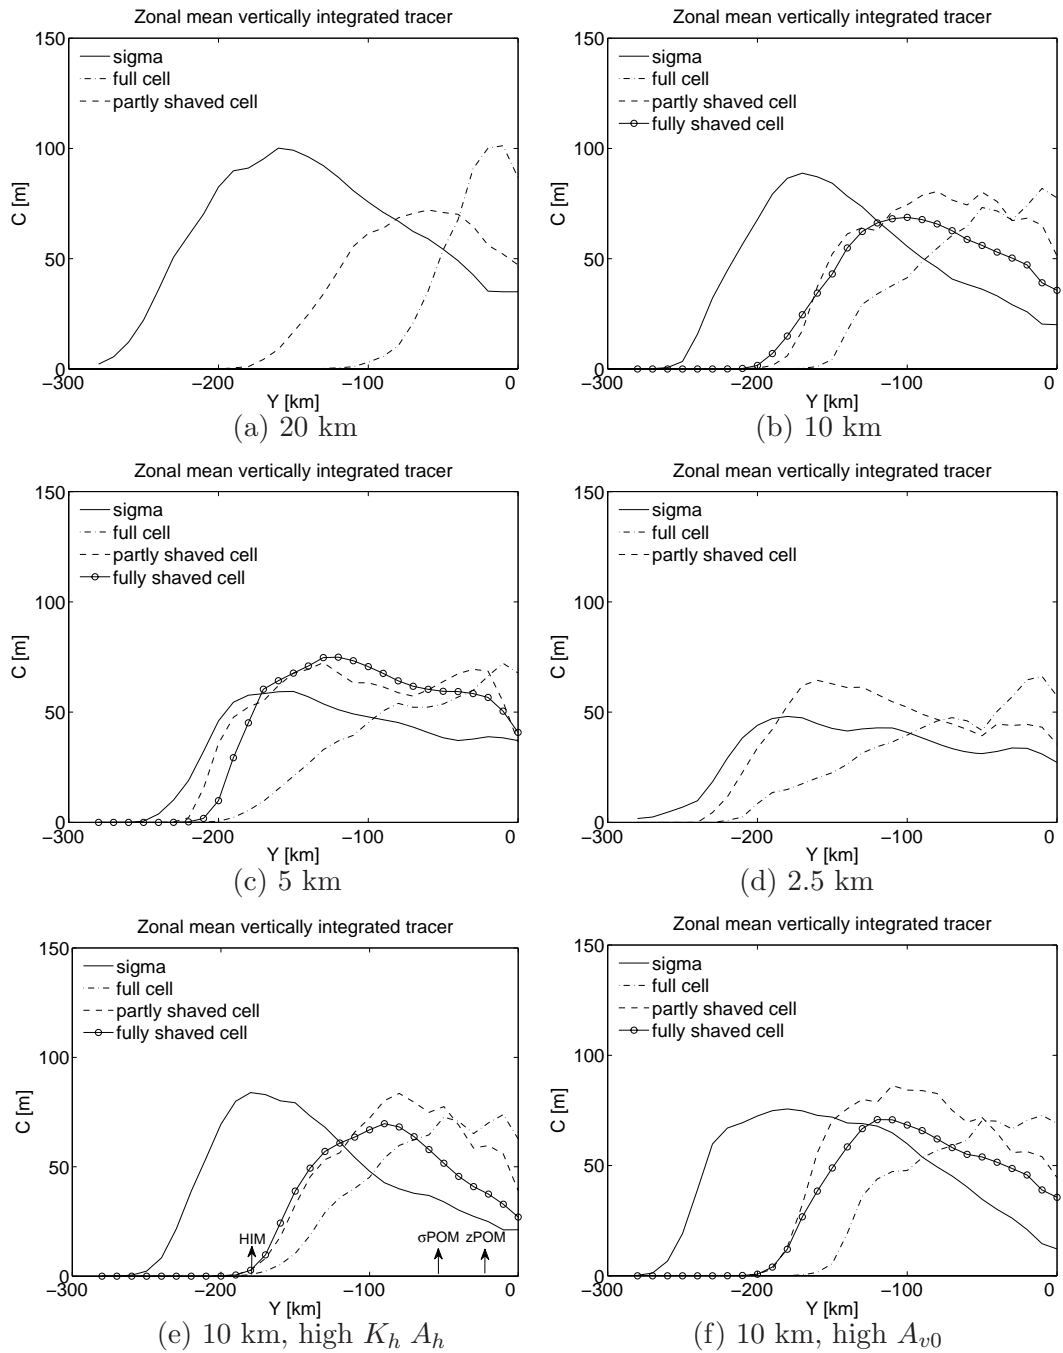 Zonal mean vertically integrated tracer
150
100
50
0
C [m]
sigma
full cell
partly shaved cell
−300
−200
−100
0
Y [km]
(a) 20 km
Zonal mean vertically integrated tracer
150
100
50
0
C [m]
sigma
full cell
partly shaved cell
fully shaved cell
−300
−200
−100
0
Y [km]
(b) 10 km
Zonal mean vertically integrated tracer
150
100
50
0
C [m]
sigma
full cell
partly shaved cell
fully shaved cell
−300
−200
−100
0
Y [km]
(c) 5 km
Zonal mean vertically integrated tracer
150
100
50
0
C [m]
sigma
full cell
partly shaved cell
−300
−200
−100
0
Y [km]
(d) 2.5 km
Zonal mean vertically integrated tracer
150
100
50
0
C [m]
sigma
full cell
partly shaved cell
fully shaved cell
HIM
σPOM zPOM
−300
−200
−100
0
Y [km]
(e) 10 km, high K_h A_h
Zonal mean vertically integrated tracer
150
100
50
0
C [m]
sigma
full cell
partly shaved cell
fully shaved cell
−300
−200
−100
0
Y [km]
(f) 10 km, high A_{v0}